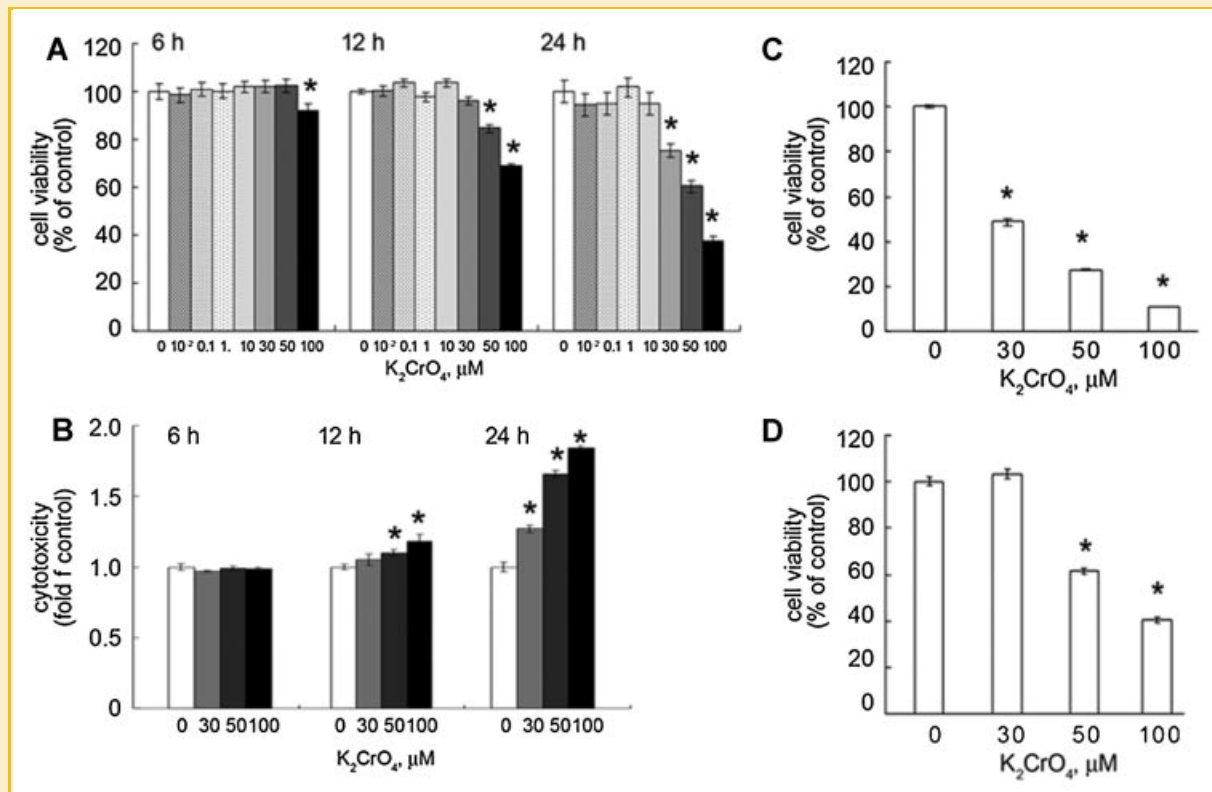 A
120
100
80
60
40
20
0
cell viability
(% of control)
6 h
12 h
24 h
*
*
*
*
*
*
0 10⁻² 0.1 1. 10 30 50 100
0 10⁻² 0.1 1 10 30 50 100
0 10⁻² 0.1 1 10 30 50 100
K₂CrO₄, μM
B
2.0
1.5
1.0
0.5
0
cytotoxicity
(fold f control)
6 h
12 h
24 h
*
*
*
*
*
0 30 50100
0 30 50100
0 30 50100
K₂CrO₄, μM
C
120
100
80
60
40
20
0
cell viability
(% of control)
*
*
*
0 30 50 100
K₂CrO₄, μM
D
120
100
80
60
40
20
0
cell viability
(% of control)
*
*
0 30 50 100
K₂CrO₄, μM